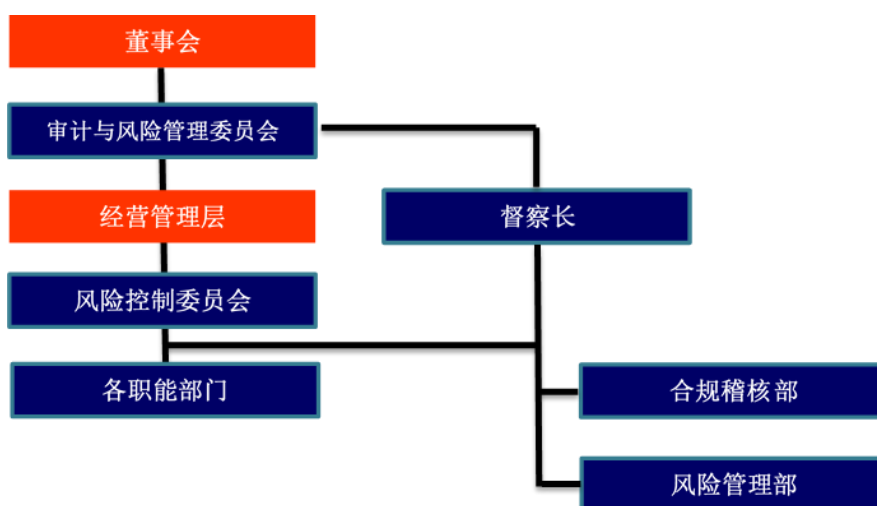 董事会
审计与风险管理委员会
经营管理层
督察长
风险控制委员会
各职能部门
合规稽核部
风险管理部